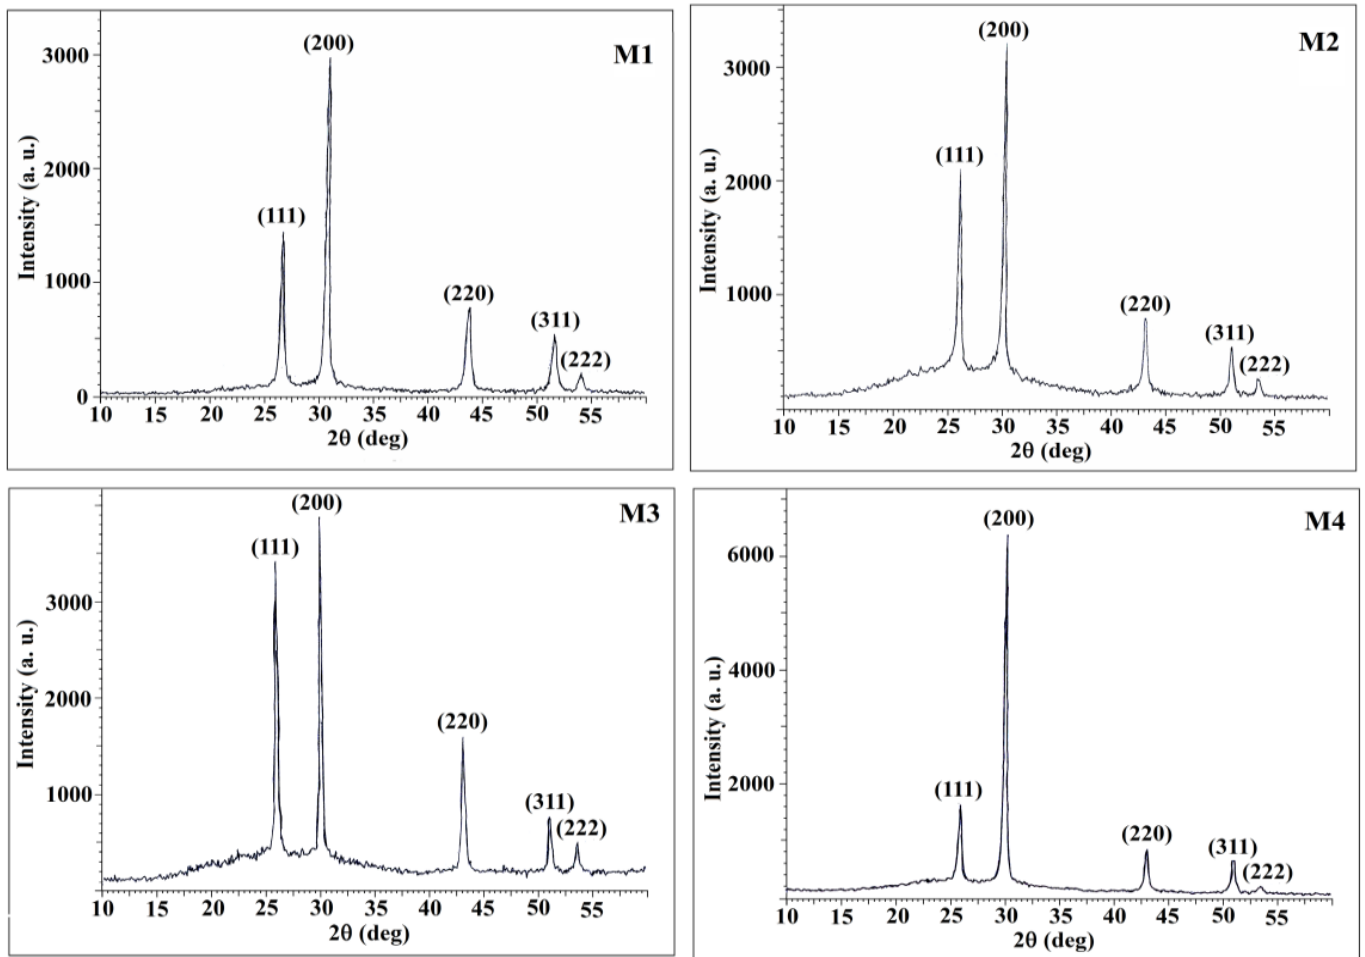 M1
Intensity (a. u.)
3000
2000
1000
0
(111)
(200)
(220)
(311)
(222)
10 15 20 25 30 35 40 45 50 55
2θ (deg)
M2
Intensity (a. u.)
3000
2000
1000
(111)
(200)
(220)
(311)
(222)
10 15 20 25 30 35 40 45 50 55
2θ (deg)
M3
Intensity (a. u.)
3000
2000
1000
(111)
(200)
(220)
(311)
(222)
10 15 20 25 30 35 40 45 50 55
2θ (deg)
M4
Intensity (a. u.)
6000
4000
2000
(111)
(200)
(220)
(311)
(222)
10 15 20 25 30 35 40 45 50 55
2θ (deg)